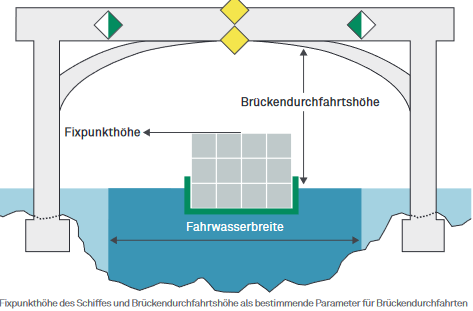 Brückendurchfahrtshöhe
Fixpunkthöhe
Fahrwasserbreite
Fixpunkthöhe des Schiffes und Brückendurchfahrtshöhe als bestimmende Parameter für Brückendurchfahrten